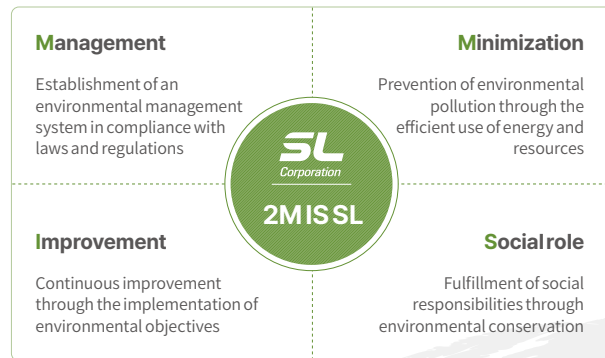 Management
Establishment of an
environmental management
system in compliance with
laws and regulations
Minimization
Prevention of environmental
pollution through the
efficient use of energy and
resources
SL
Corporation
2M IS SL
Improvement
Continuous improvement
through the implementation of
environmental objectives
Social role
Fulfillment of social
responsibilities through
environmental conservation